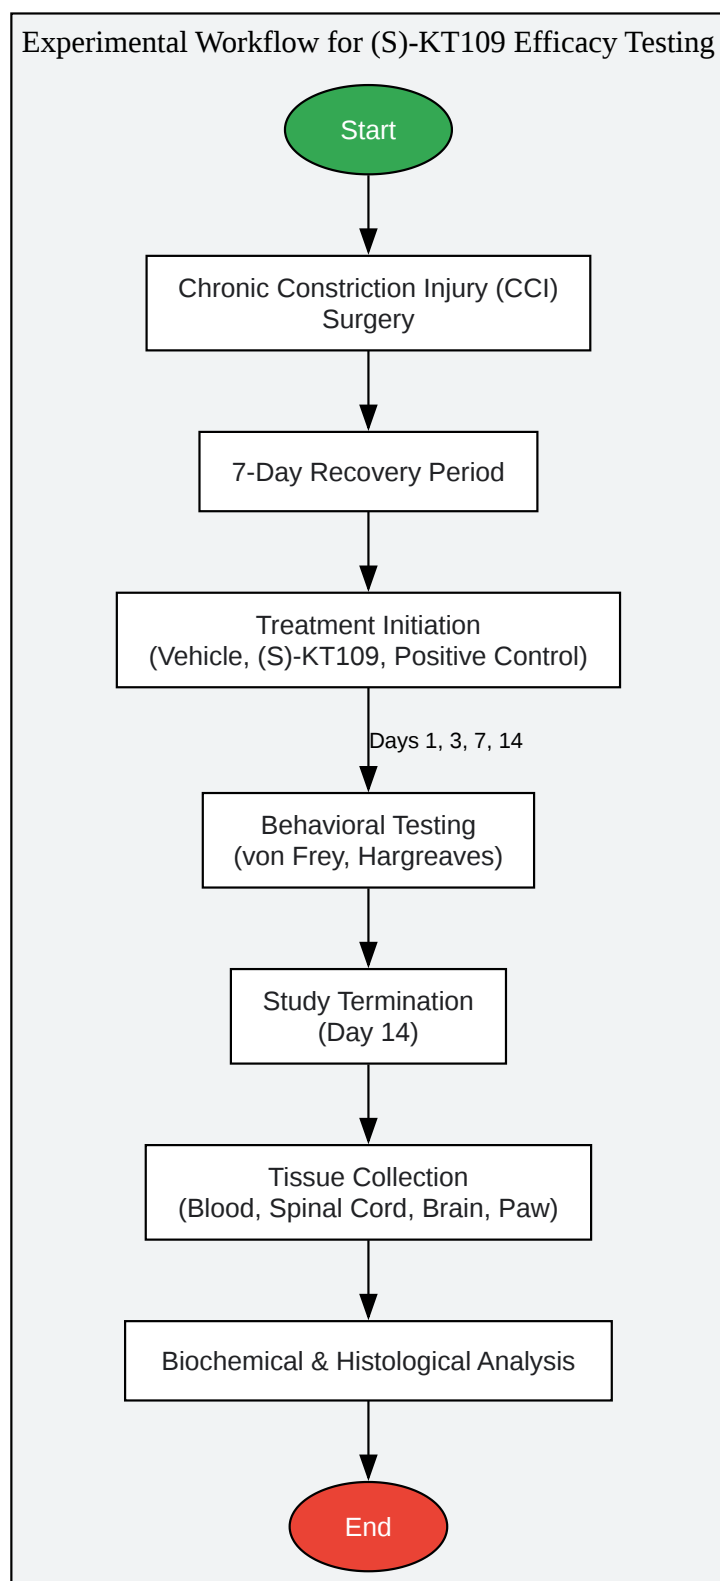 Experimental Workflow for (S)-KT109 Efficacy Testing
Start
Chronic Constriction Injury (CCI)
Surgery
7-Day Recovery Period
Treatment Initiation
(Vehicle, (S)-KT109, Positive Control)
Days 1, 3, 7, 14
Behavioral Testing
(von Frey, Hargreaves)
Study Termination
(Day 14)
Tissue Collection
(Blood, Spinal Cord, Brain, Paw)
Biochemical & Histological Analysis
End